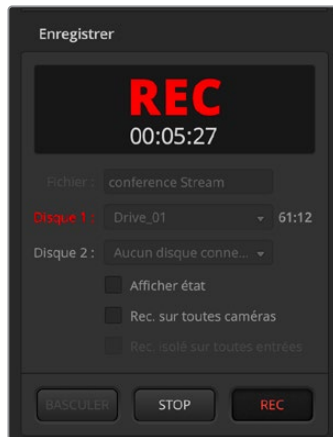 Enregistrer
REC
00:05:27
Fichier : conference Stream
Disque 1 : Drive_01 61:12
Disque 2 : Aucun disque conne...
Afficher état
Rec. sur toutes caméras
Rec. isolé sur toutes entrées
BASCULER STOP REC